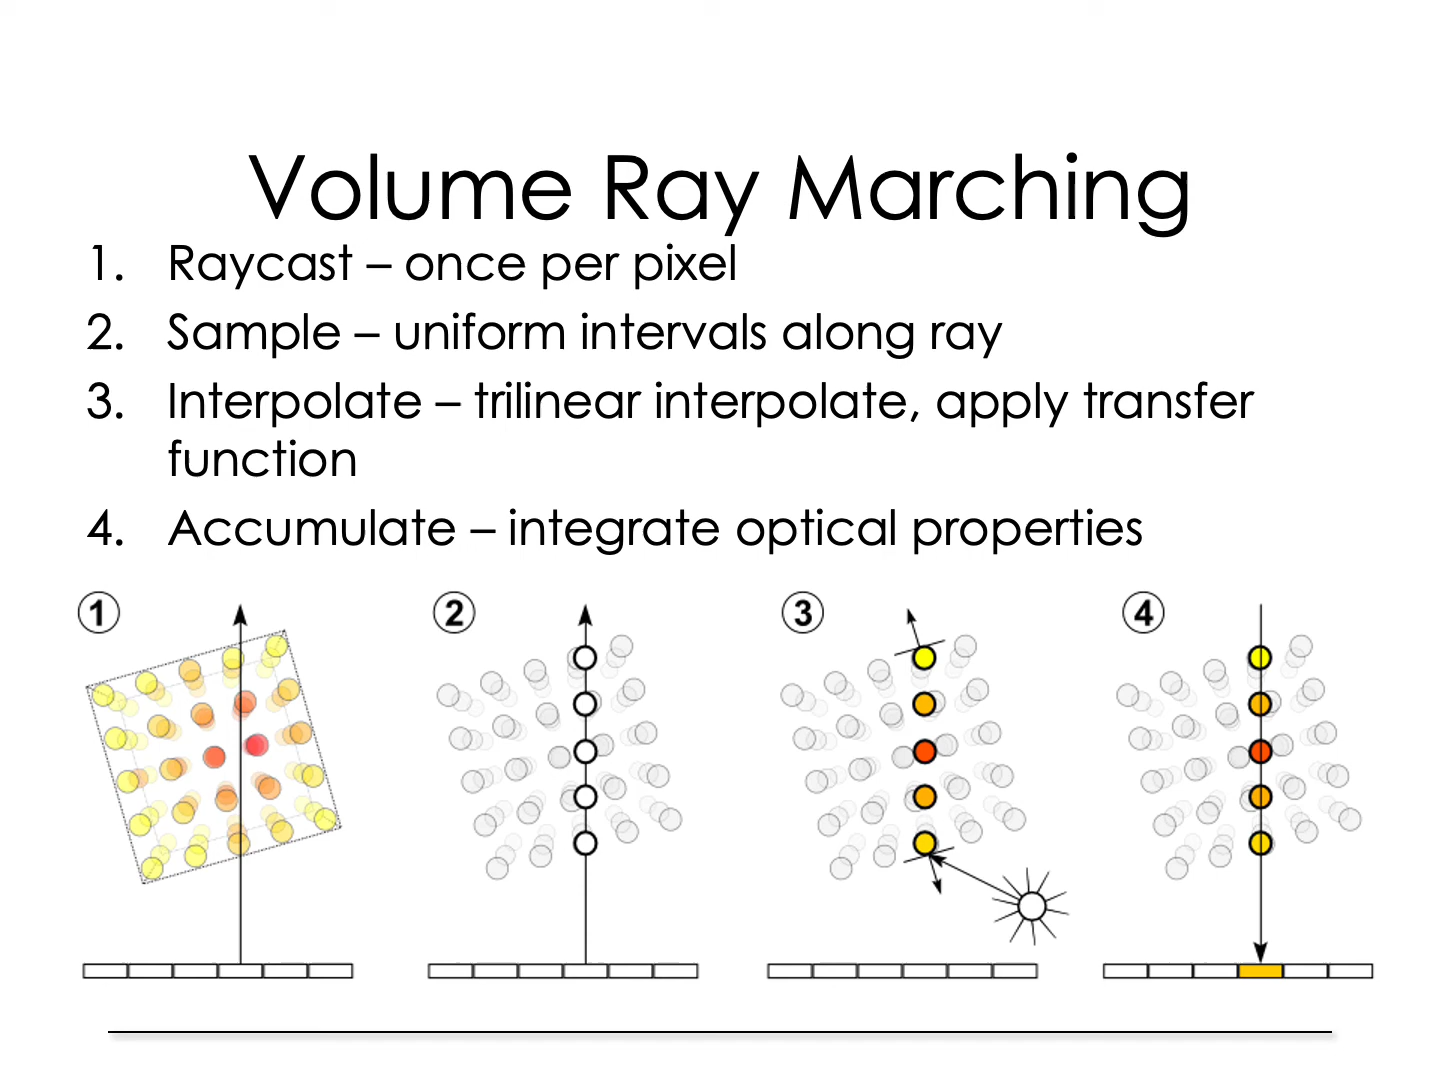 Volume Ray Marching
1. Raycast – once per pixel
2. Sample – uniform intervals along ray
3. Interpolate – trilinear interpolate, apply transfer
function
4. Accumulate – integrate optical properties
1 2 3 4